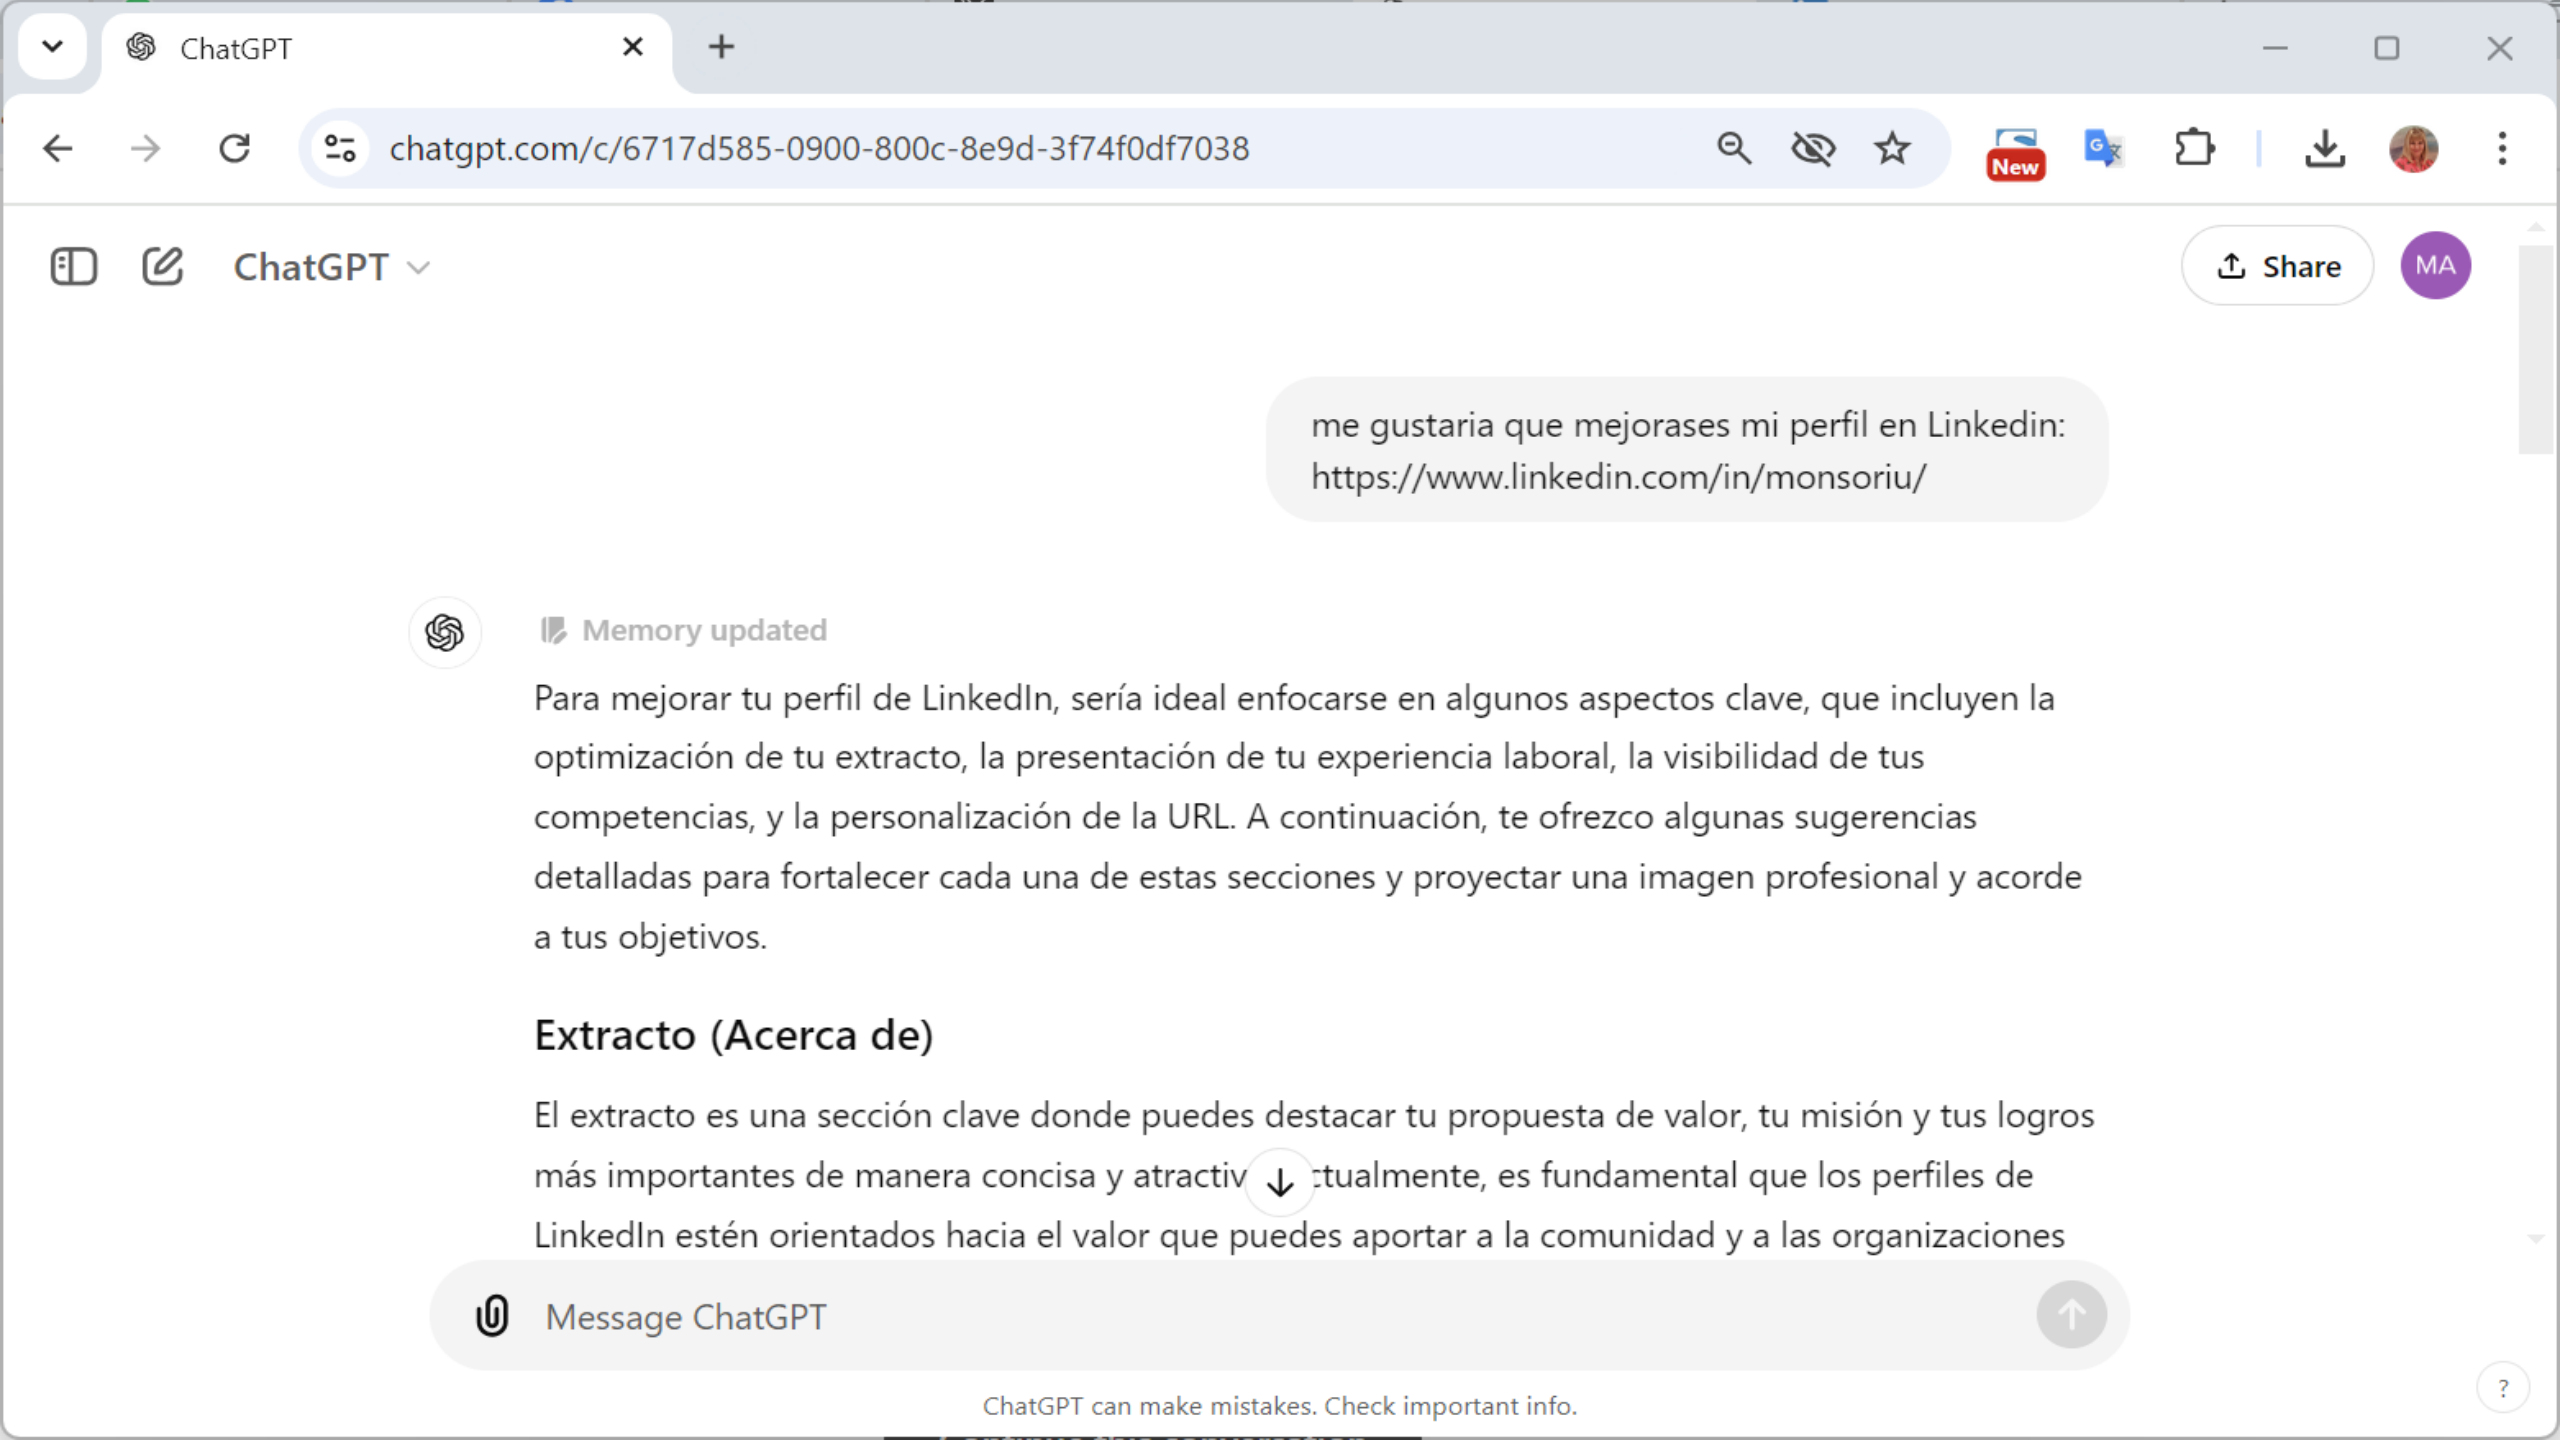 ChatGPT
chatgpt.com/c/6717d585-0900-800c-8e9d-3f74f0df7038
New
G
ChatGPT
Share
MA
me gustaria que mejorases mi perfil en Linkedin:
https://www.linkedin.com/in/monsoriu/
Memory updated
Para mejorar tu perfil de LinkedIn, sería ideal enfocarse en algunos aspectos clave, que incluyen la
optimización de tu extracto, la presentación de tu experiencia laboral, la visibilidad de tus
competencias, y la personalización de la URL. A continuación, te ofrezco algunas sugerencias
detalladas para fortalecer cada una de estas secciones y proyectar una imagen profesional y acorde
a tus objetivos.
Extracto (Acerca de)
El extracto es una sección clave donde puedes destacar tu propuesta de valor, tu misión y tus logros
más importantes de manera concisa y atractiv ctualmente, es fundamental que los perfiles de
LinkedIn estén orientados hacia el valor que puedes aportar a la comunidad y a las organizaciones
Message ChatGPT
ChatGPT can make mistakes. Check important info.
?